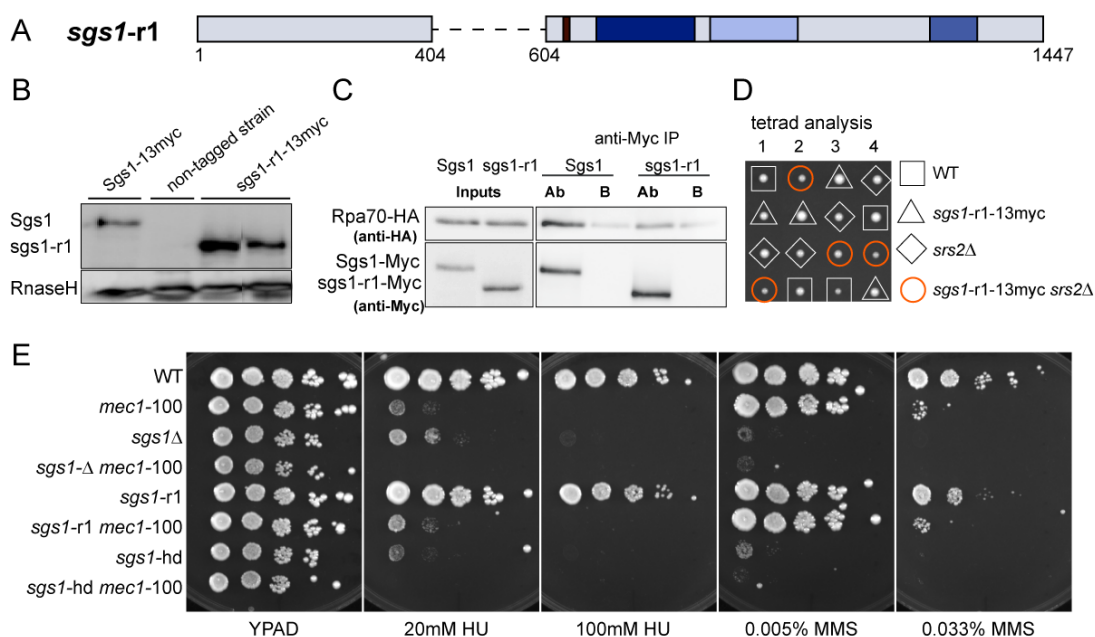 A
sgs1-r1
1
404
604
1447
B
Sgs1-13myc
non-tagged strain
sgs1-r1-13myc
Sgs1
sgs1-r1
RnaseH
C
anti-Myc IP
Sgs1 sgs1-r1 Sgs1 sgs1-r1
Inputs Ab B Ab B
Rpa70-HA
(anti-HA)
Sgs1-Myc
sgs1-r1-Myc
(anti-Myc)
D
tetrad analysis
1 2 3 4
WT
sgs1-r1-13myc
srs2Δ
sgs1-r1-13myc srs2Δ
E
WT
mec1-100
sgs1Δ
sgs1-Δ mec1-100
sgs1-r1
sgs1-r1 mec1-100
sgs1-hd
sgs1-hd mec1-100
YPAD 20mM HU 100mM HU 0.005% MMS 0.033% MMS